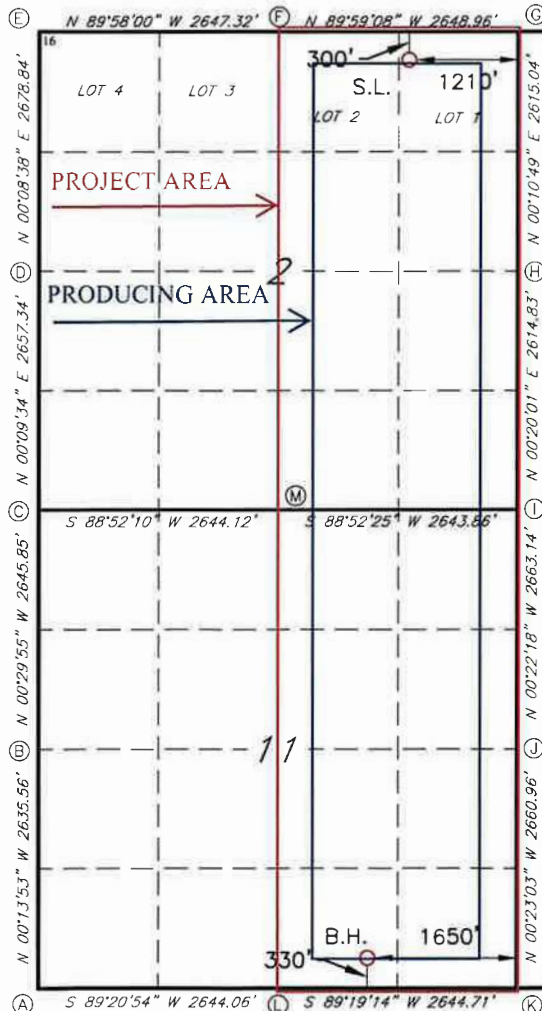 E N 89°58'00" W 2647.32' F N 89°59'08" W 2648.96' G
16
300'
S.L. 1210'
LOT 4 LOT 3 LOT 2 LOT 1
N 00°08'38" E 2678.84'
N 00°10'49" E 2615.04'
PROJECT AREA
D 2 H
PRODUCING AREA
N 00°09'34" E 2657.34'
N 00°20'01" E 2614.83'
M
C S 88°52'10" W 2644.12' S 88°52'25" W 2643.86' I
N 00°29'55" W 2645.85'
N 00°22'18" W 2663.14'
B 11 J
N 00°13'53" W 2635.56'
N 00°23'03" W 2660.96'
B.H. 1650'
330'
A S 89°20'54" W 2644.06' L S 89°19'14" W 2644.71' K